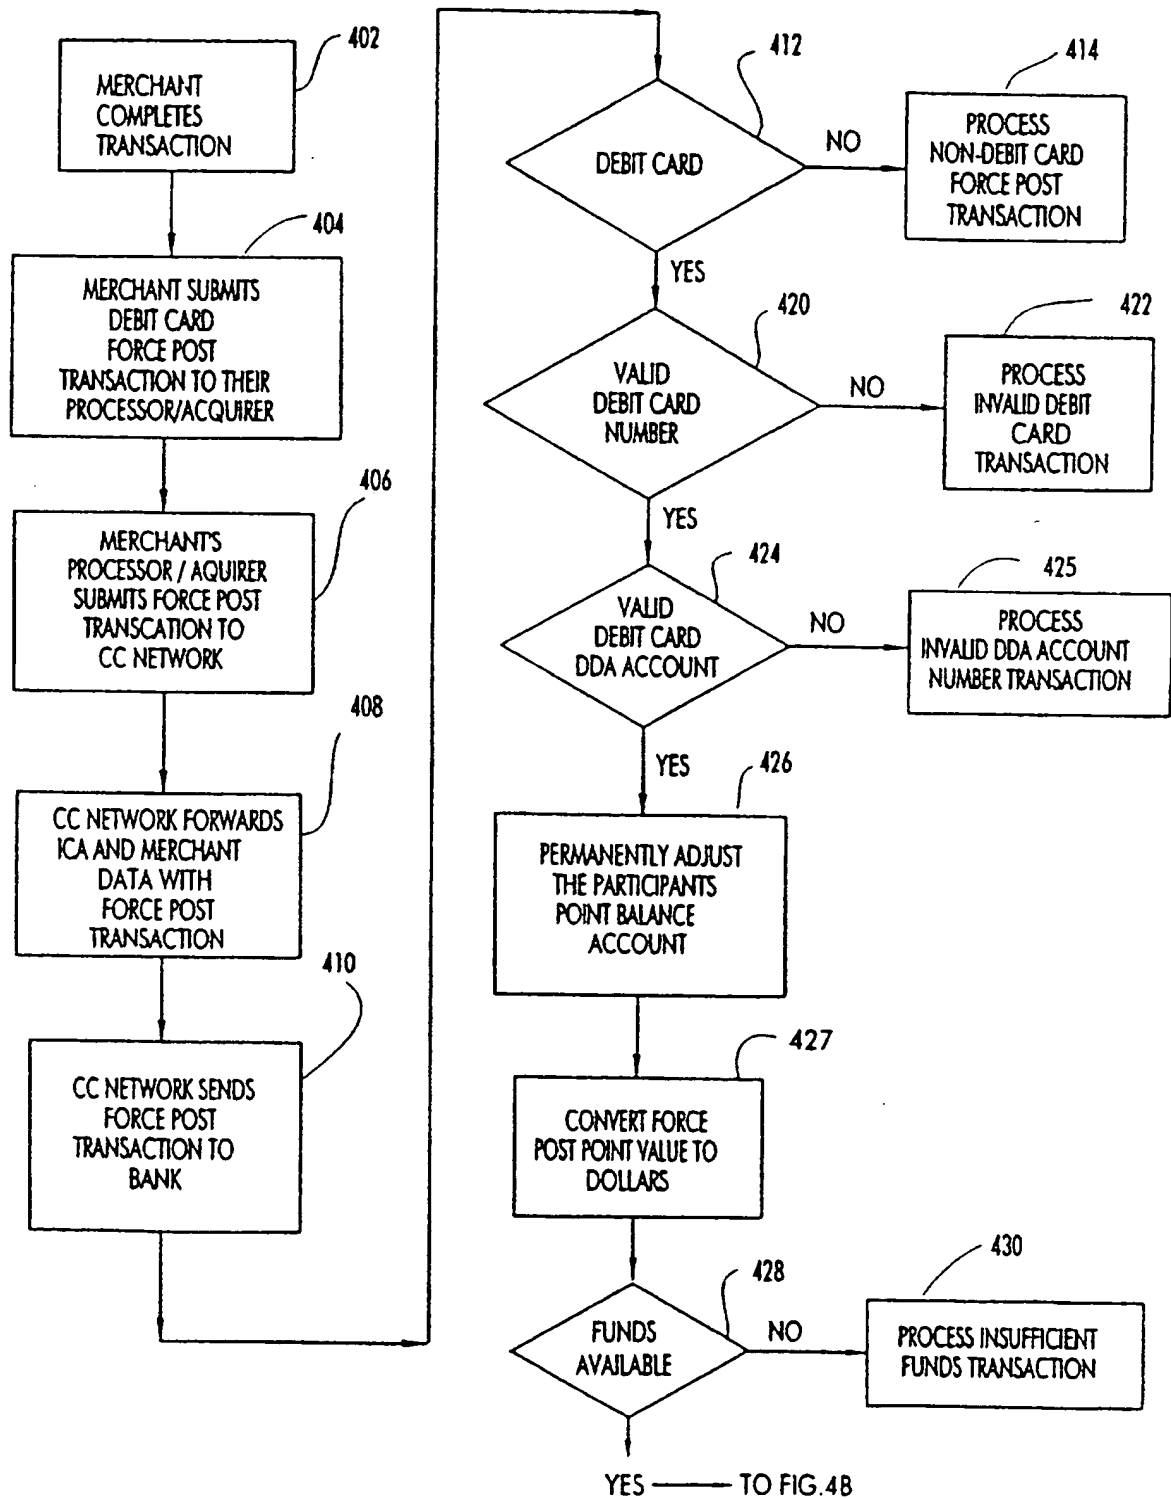 402
MERCHANT
COMPLETES
TRANSACTION
404
MERCHANT SUBMITS
DEBIT CARD
FORCE POST
TRANSACTION TO THEIR
PROCESSOR/ACQUIRER
406
MERCHANT'S
PROCESSOR / AQUIRER
SUBMITS FORCE POST
TRANSCATION TO
CC NETWORK
408
CC NETWORK FORWARDS
ICA AND MERCHANT
DATA WITH
FORCE POST
TRANSACTION
410
CC NETWORK SENDS
FORCE POST
TRANSACTION TO
BANK
412
DEBIT CARD
NO
414
PROCESS
NON-DEBIT CARD
FORCE POST
TRANSACTION
YES
420
VALID
DEBIT CARD
NUMBER
NO
422
PROCESS
INVALID DEBIT
CARD
TRANSACTION
YES
424
VALID
DEBIT CARD
DDA ACCOUNT
NO
425
PROCESS
INVALID DDA ACCOUNT
NUMBER TRANSACTION
YES
426
PERMANENTLY ADJUST
THE PARTICIPANTS
POINT BALANCE
ACCOUNT
427
CONVERT FORCE
POST POINT VALUE TO
DOLLARS
428
FUNDS
AVAILABLE
NO
430
PROCESS INSUFFICIENT
FUNDS TRANSACTION
YES TO FIG.4B